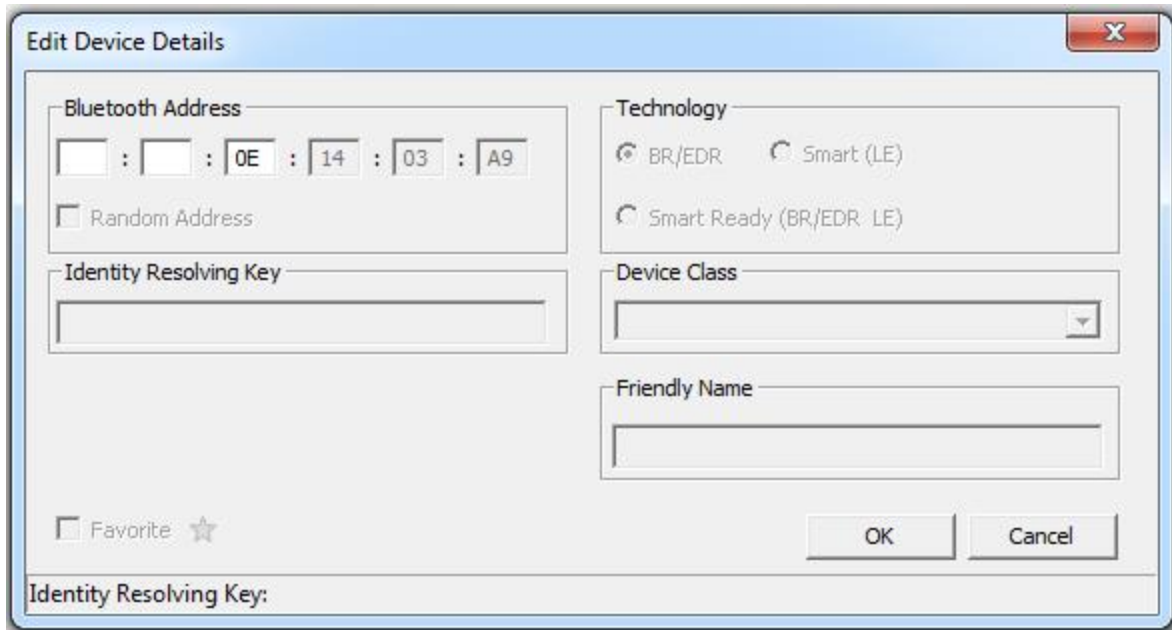 Edit Device Details
Bluetooth Address
: : 0E : 14 : 03 : A9
Random Address
Technology
BR/EDR Smart (LE)
Smart Ready (BR/EDR LE)
Identity Resolving Key
Device Class
Friendly Name
Favorite
OK Cancel
Identity Resolving Key: